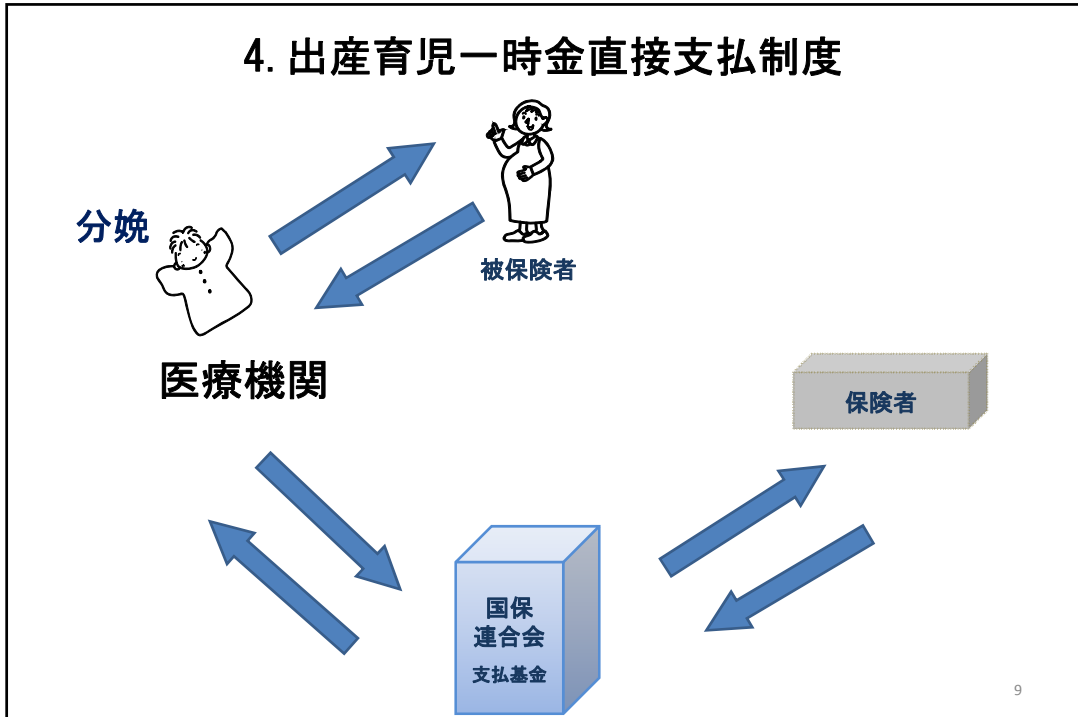 4. 出産育児一時金直接支払制度
分娩
被保険者
医療機関
保険者
国保
連合会
支払基金
9